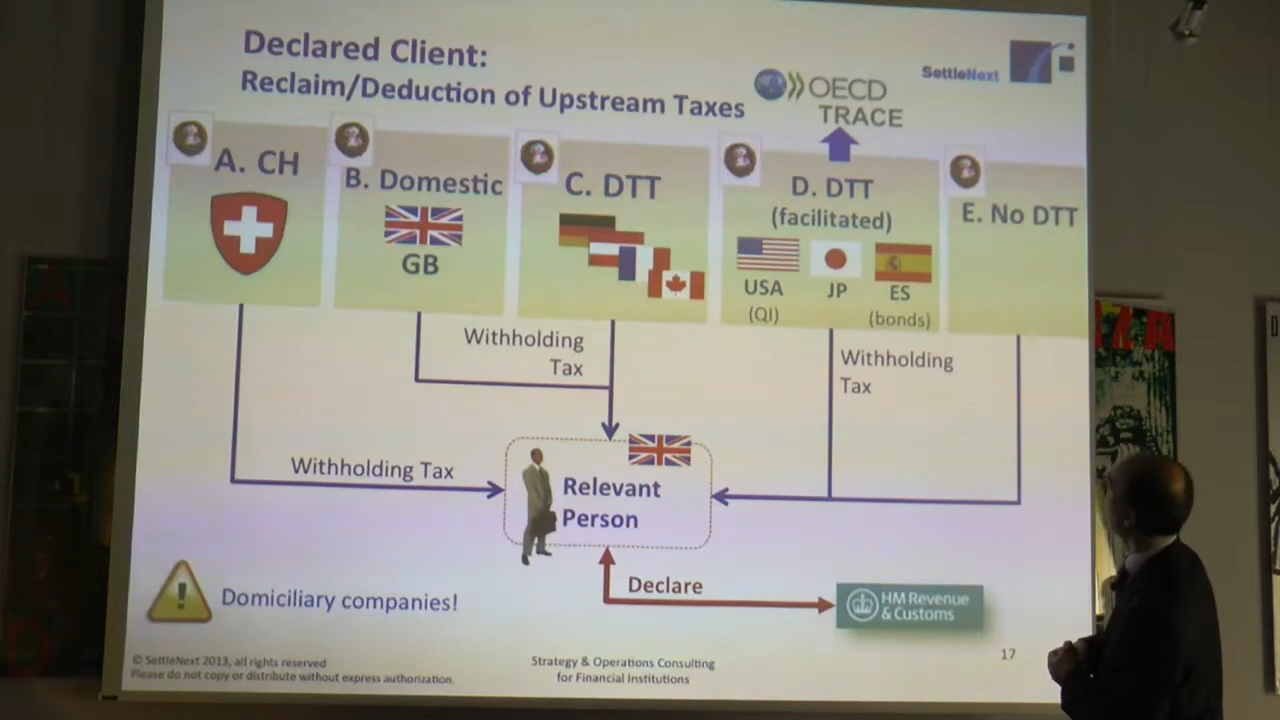 Declared Client:
Reclaim/Deduction of Upstream Taxes
OECD
TRACE
SettleNext
A. CH
B. Domestic
GB
C. DTT
D. DTT
(facilitated)
USA
(QI)
JP
ES
(bonds)
E. No DTT
Withholding
Tax
Withholding
Tax
Withholding Tax
Relevant
Person
Declare
HM Revenue
& Customs
Domiciliary companies!
© SettleNext 2013, all rights reserved
Please do not copy or distribute without express authorization.
Strategy & Operations Consulting
for Financial Institutions
17